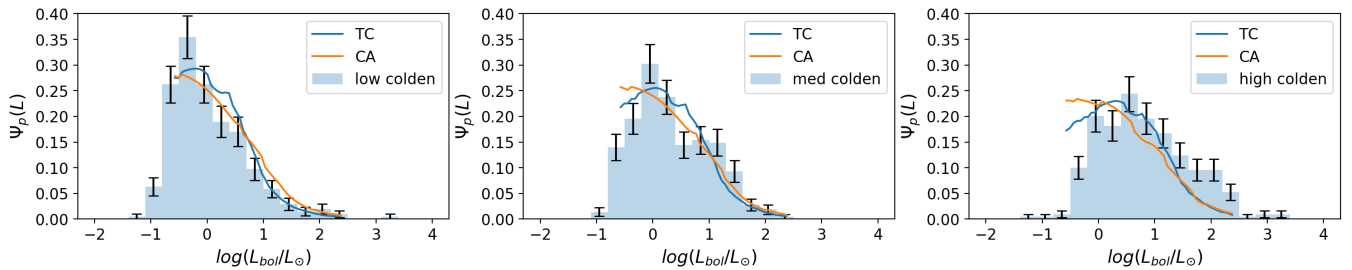 0.40
0.35
0.30
0.25
0.20
0.15
0.10
0.05
0.00
Ψp(L)
TC
CA
low colden
−2 −1 0 1 2 3 4
log(Lbol/L⊙)
0.40
0.35
0.30
0.25
0.20
0.15
0.10
0.05
0.00
Ψp(L)
TC
CA
med colden
−2 −1 0 1 2 3 4
log(Lbol/L⊙)
0.40
0.35
0.30
0.25
0.20
0.15
0.10
0.05
0.00
Ψp(L)
TC
CA
high colden
−2 −1 0 1 2 3 4
log(Lbol/L⊙)